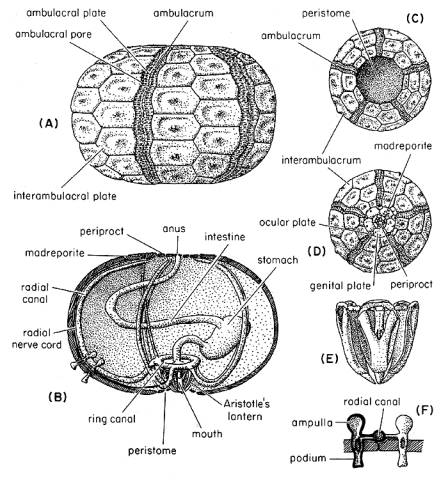 ambulacral plate
ambulacrum
ambulacral pore
(A)
interambulacral plate
peristome
(C)
ambulacrum
interambulacrum
madreporite
ocular plate
(D)
genital plate
periproct
periproct
anus
intestine
madreporite
stomach
radial
canal
radial
nerve cord
(B)
ring canal
Aristotle's
lantern
mouth
peristome
(E)
radial canal
(F)
ampulla
podium